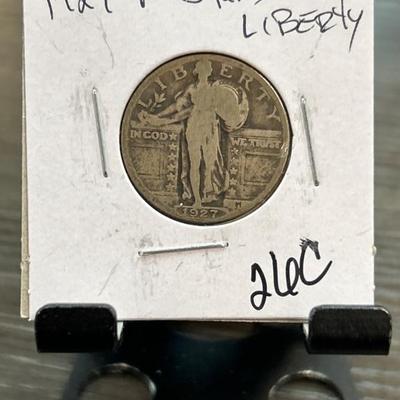 LIBERTY
LIBERTY
IN GOD WE TRUST
1927
M
26C